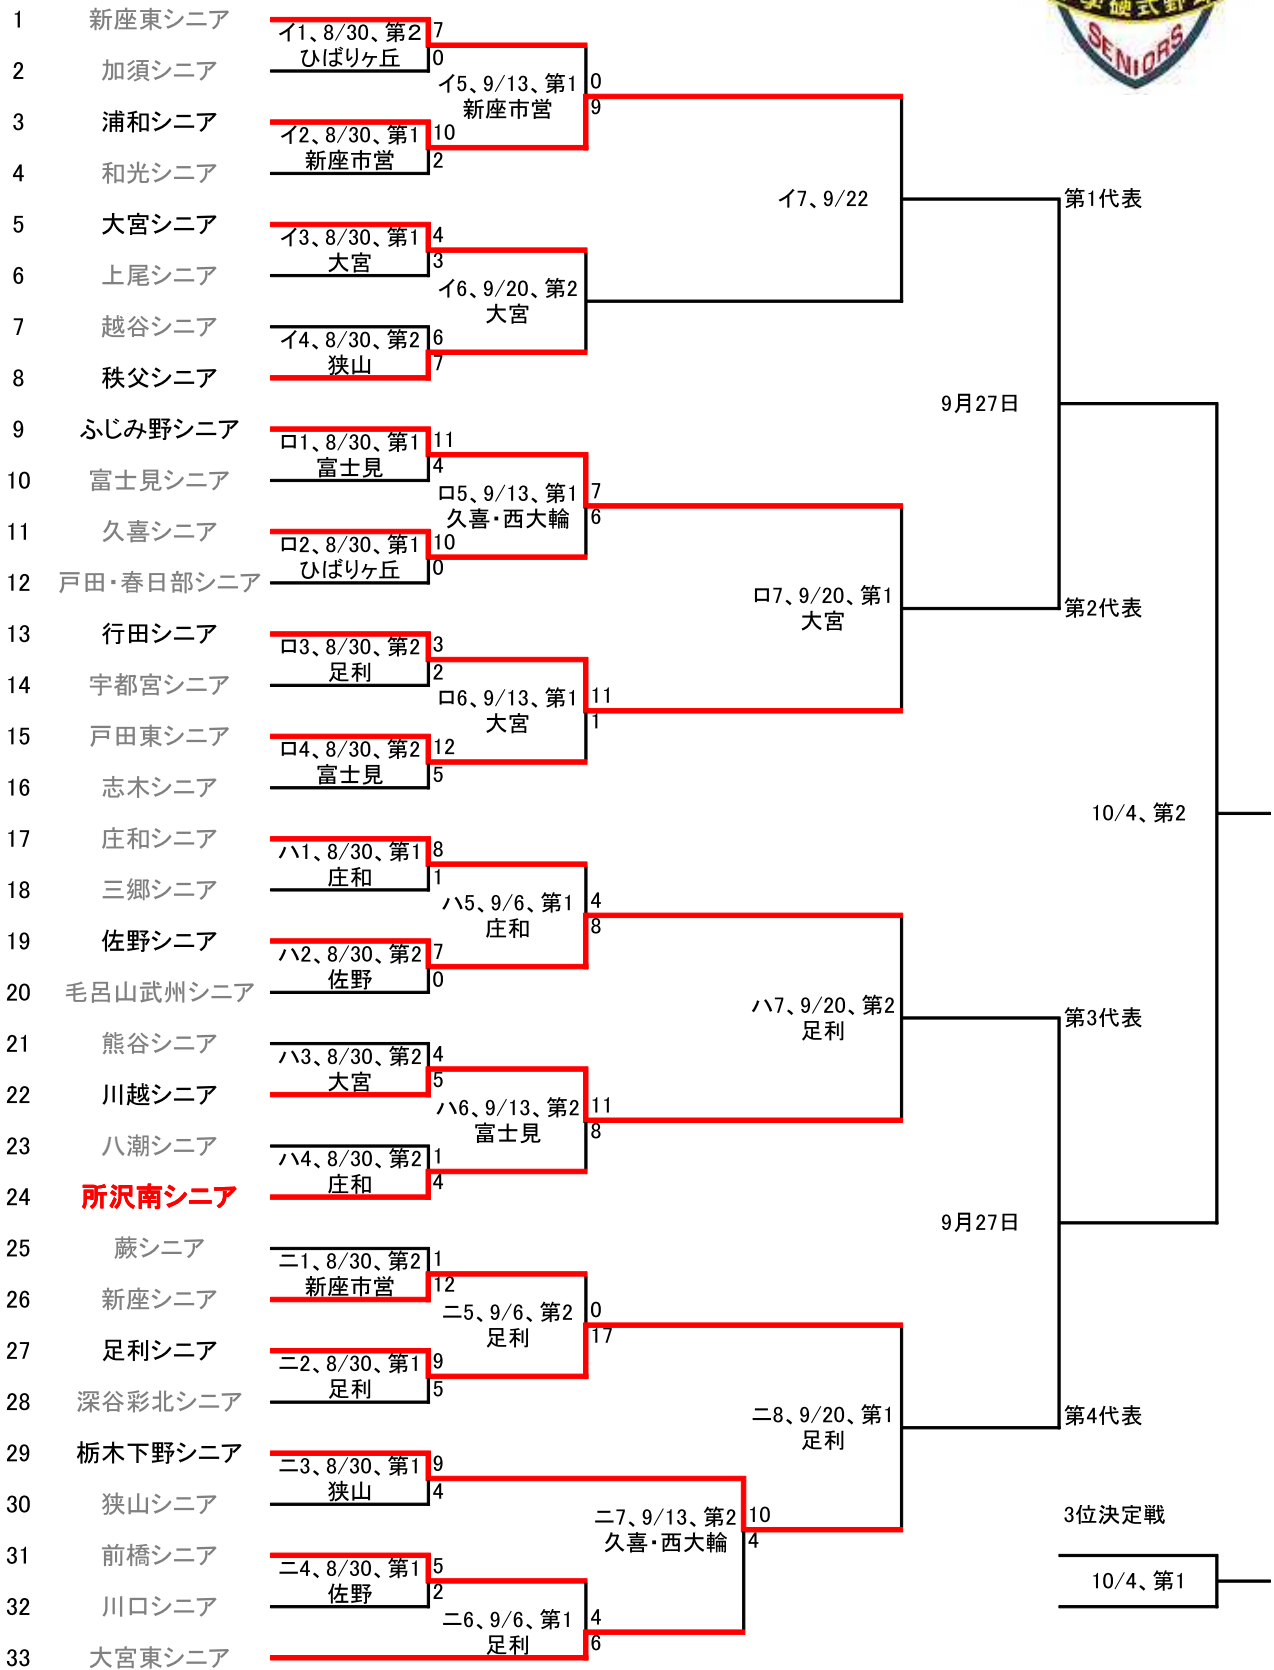 学硬式野
SENIORS
1 新座東シニア
イ1、8/30、第2 7
ひばりヶ丘 0
2 加須シニア
イ5、9/13、第1 0
新座市営 9
3 浦和シニア
イ2、8/30、第1 10
新座市営 2
4 和光シニア
イ7、9/22
第1代表
5 大宮シニア
イ3、8/30、第1 4
大宮 3
6 上尾シニア
イ6、9/20、第2
大宮
7 越谷シニア
イ4、8/30、第2 6
狭山 7
8 秩父シニア
9月27日
9 ふじみ野シニア
ロ1、8/30、第1 11
富士見 4
10 富士見シニア
ロ5、9/13、第1 7
久喜・西大輪 6
11 久喜シニア
ロ2、8/30、第1 10
ひばりヶ丘 0
12 戸田・春日部シニア
ロ7、9/20、第1
大宮
第2代表
13 行田シニア
ロ3、8/30、第2 3
足利 2
14 宇都宮シニア
ロ6、9/13、第1 11
大宮 1
15 戸田東シニア
ロ4、8/30、第2 12
富士見 5
16 志木シニア
10/4、第2
17 庄和シニア
ハ1、8/30、第1 8
庄和 1
18 三郷シニア
ハ5、9/6、第1 4
庄和 8
19 佐野シニア
ハ2、8/30、第2 7
佐野 0
20 毛呂山武州シニア
ハ7、9/20、第2
足利
第3代表
21 熊谷シニア
ハ3、8/30、第2 4
大宮 5
22 川越シニア
ハ6、9/13、第2 11
富士見 8
23 八潮シニア
ハ4、8/30、第2 1
庄和 4
24 所沢南シニア
9月27日
25 蕨シニア
ニ1、8/30、第2 1
新座市営 12
26 新座シニア
ニ5、9/6、第2 0
足利 17
27 足利シニア
ニ2、8/30、第1 9
足利 5
28 深谷彩北シニア
ニ8、9/20、第1
足利
第4代表
29 栃木下野シニア
ニ3、8/30、第1 9
狭山 4
30 狭山シニア
ニ7、9/13、第2 10
久喜・西大輪 4
3位決定戦
31 前橋シニア
ニ4、8/30、第1 5
佐野 2
10/4、第1
32 川口シニア
ニ6、9/6、第1 4
足利 6
33 大宮東シニア